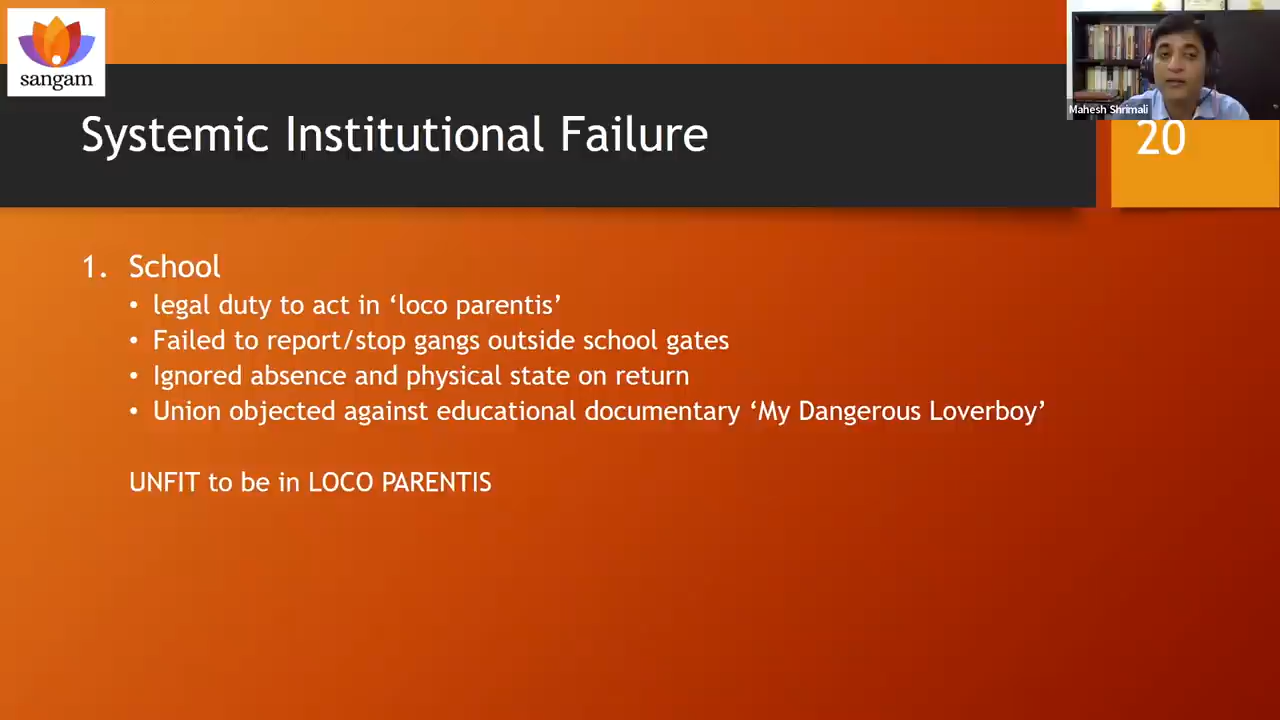 sangam
Mahesh Shrimali
Systemic Institutional Failure
20
1. School
• legal duty to act in ‘loco parentis’
• Failed to report/stop gangs outside school gates
• Ignored absence and physical state on return
• Union objected against educational documentary ‘My Dangerous Loverboy’
UNFIT to be in LOCO PARENTIS